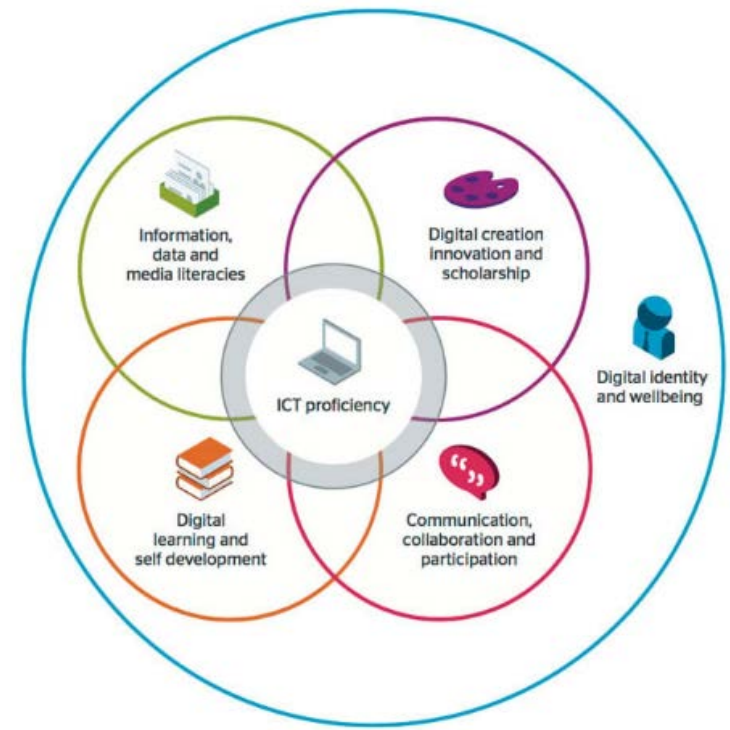 Information,
data and
media literacies
Digital creation
innovation and
scholarship
ICT proficiency
Digital identity
and wellbeing
Digital
learning and
self development
Communication,
collaboration and
participation